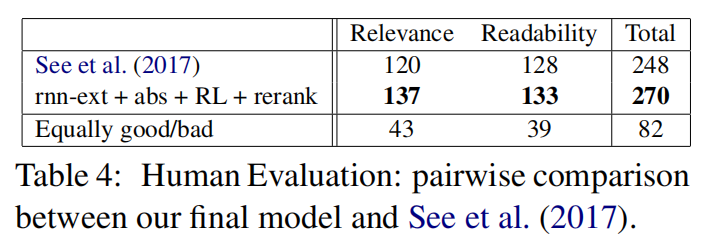 Relevance Readability Total
See et al. (2017) 120 128 248
rnn-ext + abs + RL + rerank 137 133 270
Equally good/bad 43 39 82
Table 4: Human Evaluation: pairwise comparison
between our final model and See et al. (2017).